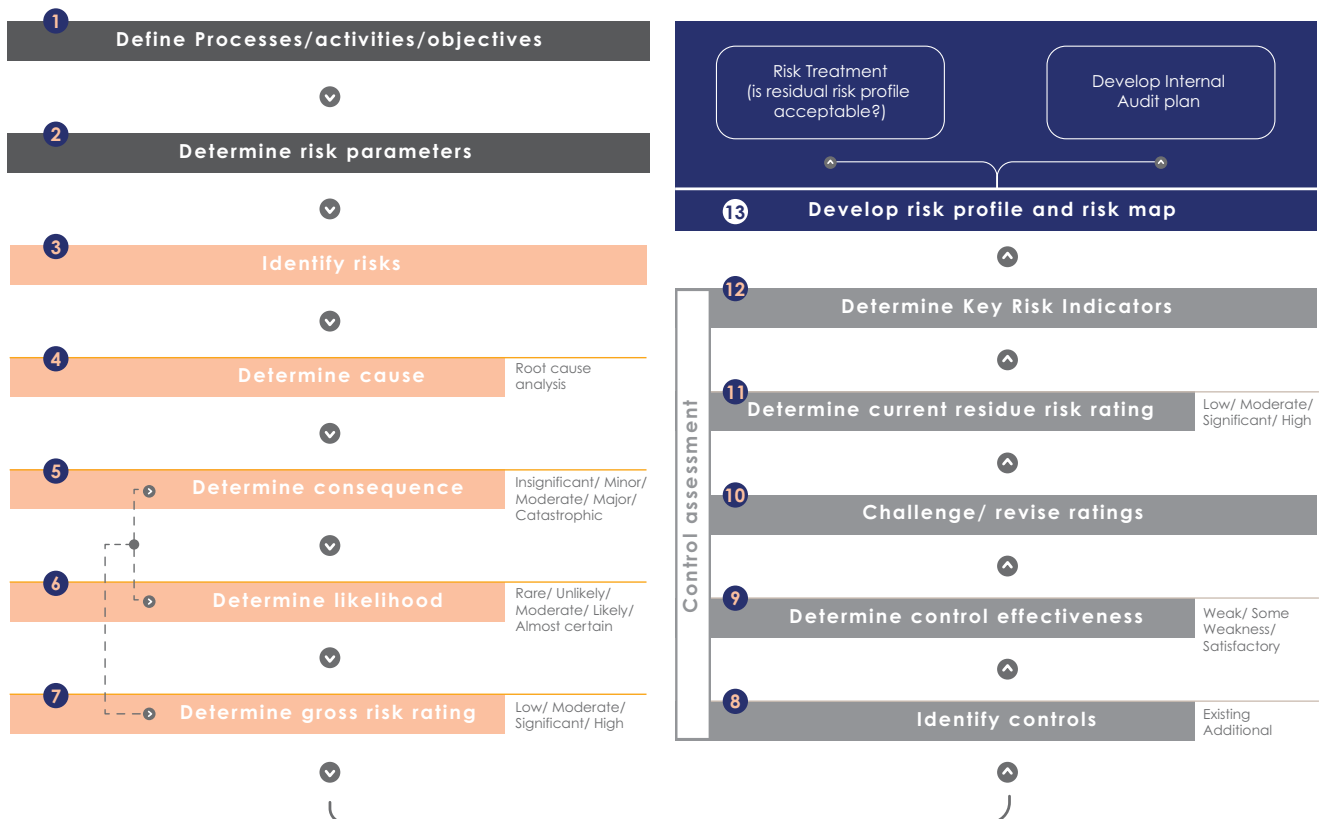 1
Define Processes/activities/objectives
2
Determine risk parameters
3
Identify risks
4
Determine cause
Root cause
analysis
5
Determine consequence
Insignificant/ Minor/
Moderate/ Major/
Catastrophic
6
Determine likelihood
Rare/ Unlikely/
Moderate/ Likely/
Almost certain
7
Determine gross risk rating
Low/ Moderate/
Significant/ High
Risk Treatment
(is residual risk profile
acceptable?)
Develop Internal
Audit plan
13
Develop risk profile and risk map
Control assessment
12
Determine Key Risk Indicators
11
Determine current residue risk rating
Low/ Moderate/
Significant/ High
10
Challenge/ revise ratings
9
Determine control effectiveness
Weak/ Some
Weakness/
Satisfactory
8
Identify controls
Existing
Additional